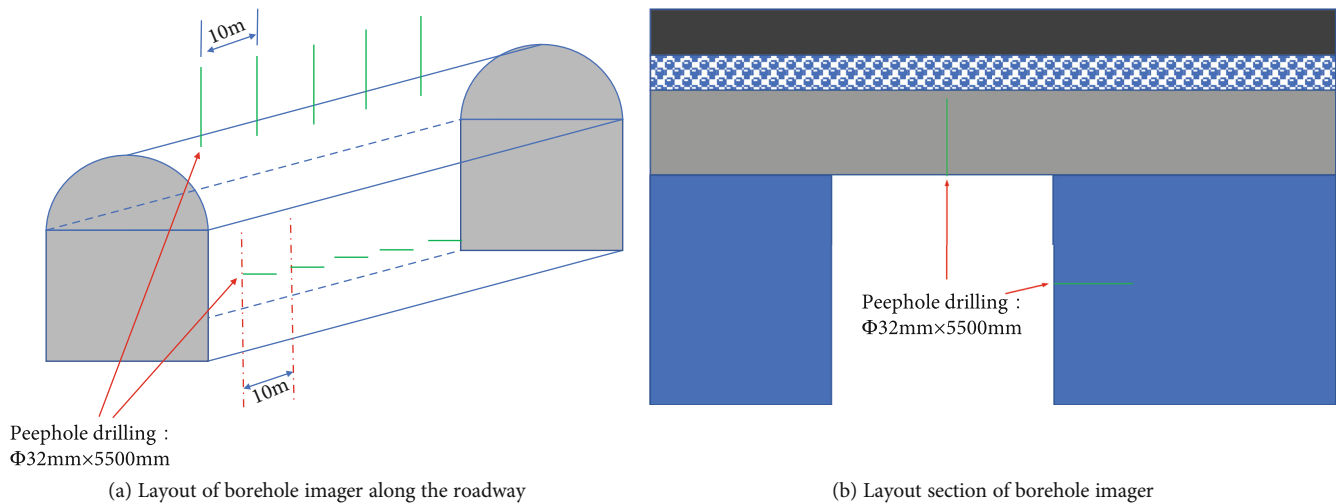 10m
10m
Peephole drilling :
Φ32mm×5500mm
(a) Layout of borehole imager along the roadway
Peephole drilling :
Φ32mm×5500mm
(b) Layout section of borehole imager